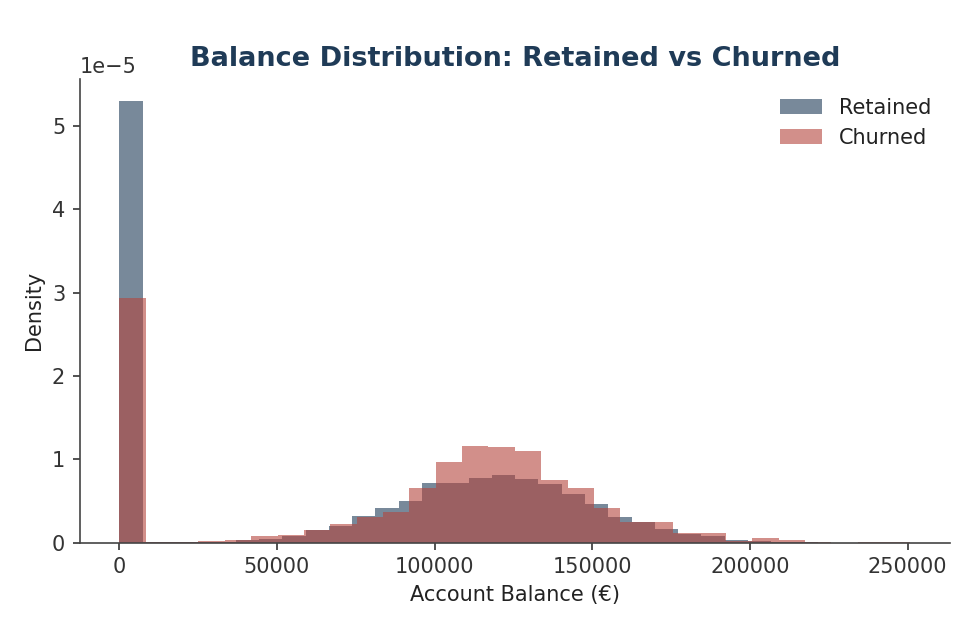 Balance Distribution: Retained vs Churned
1e−5
Retained
Churned
5
4
3
2
1
0
Density
0 50000 100000 150000 200000 250000
Account Balance (€)